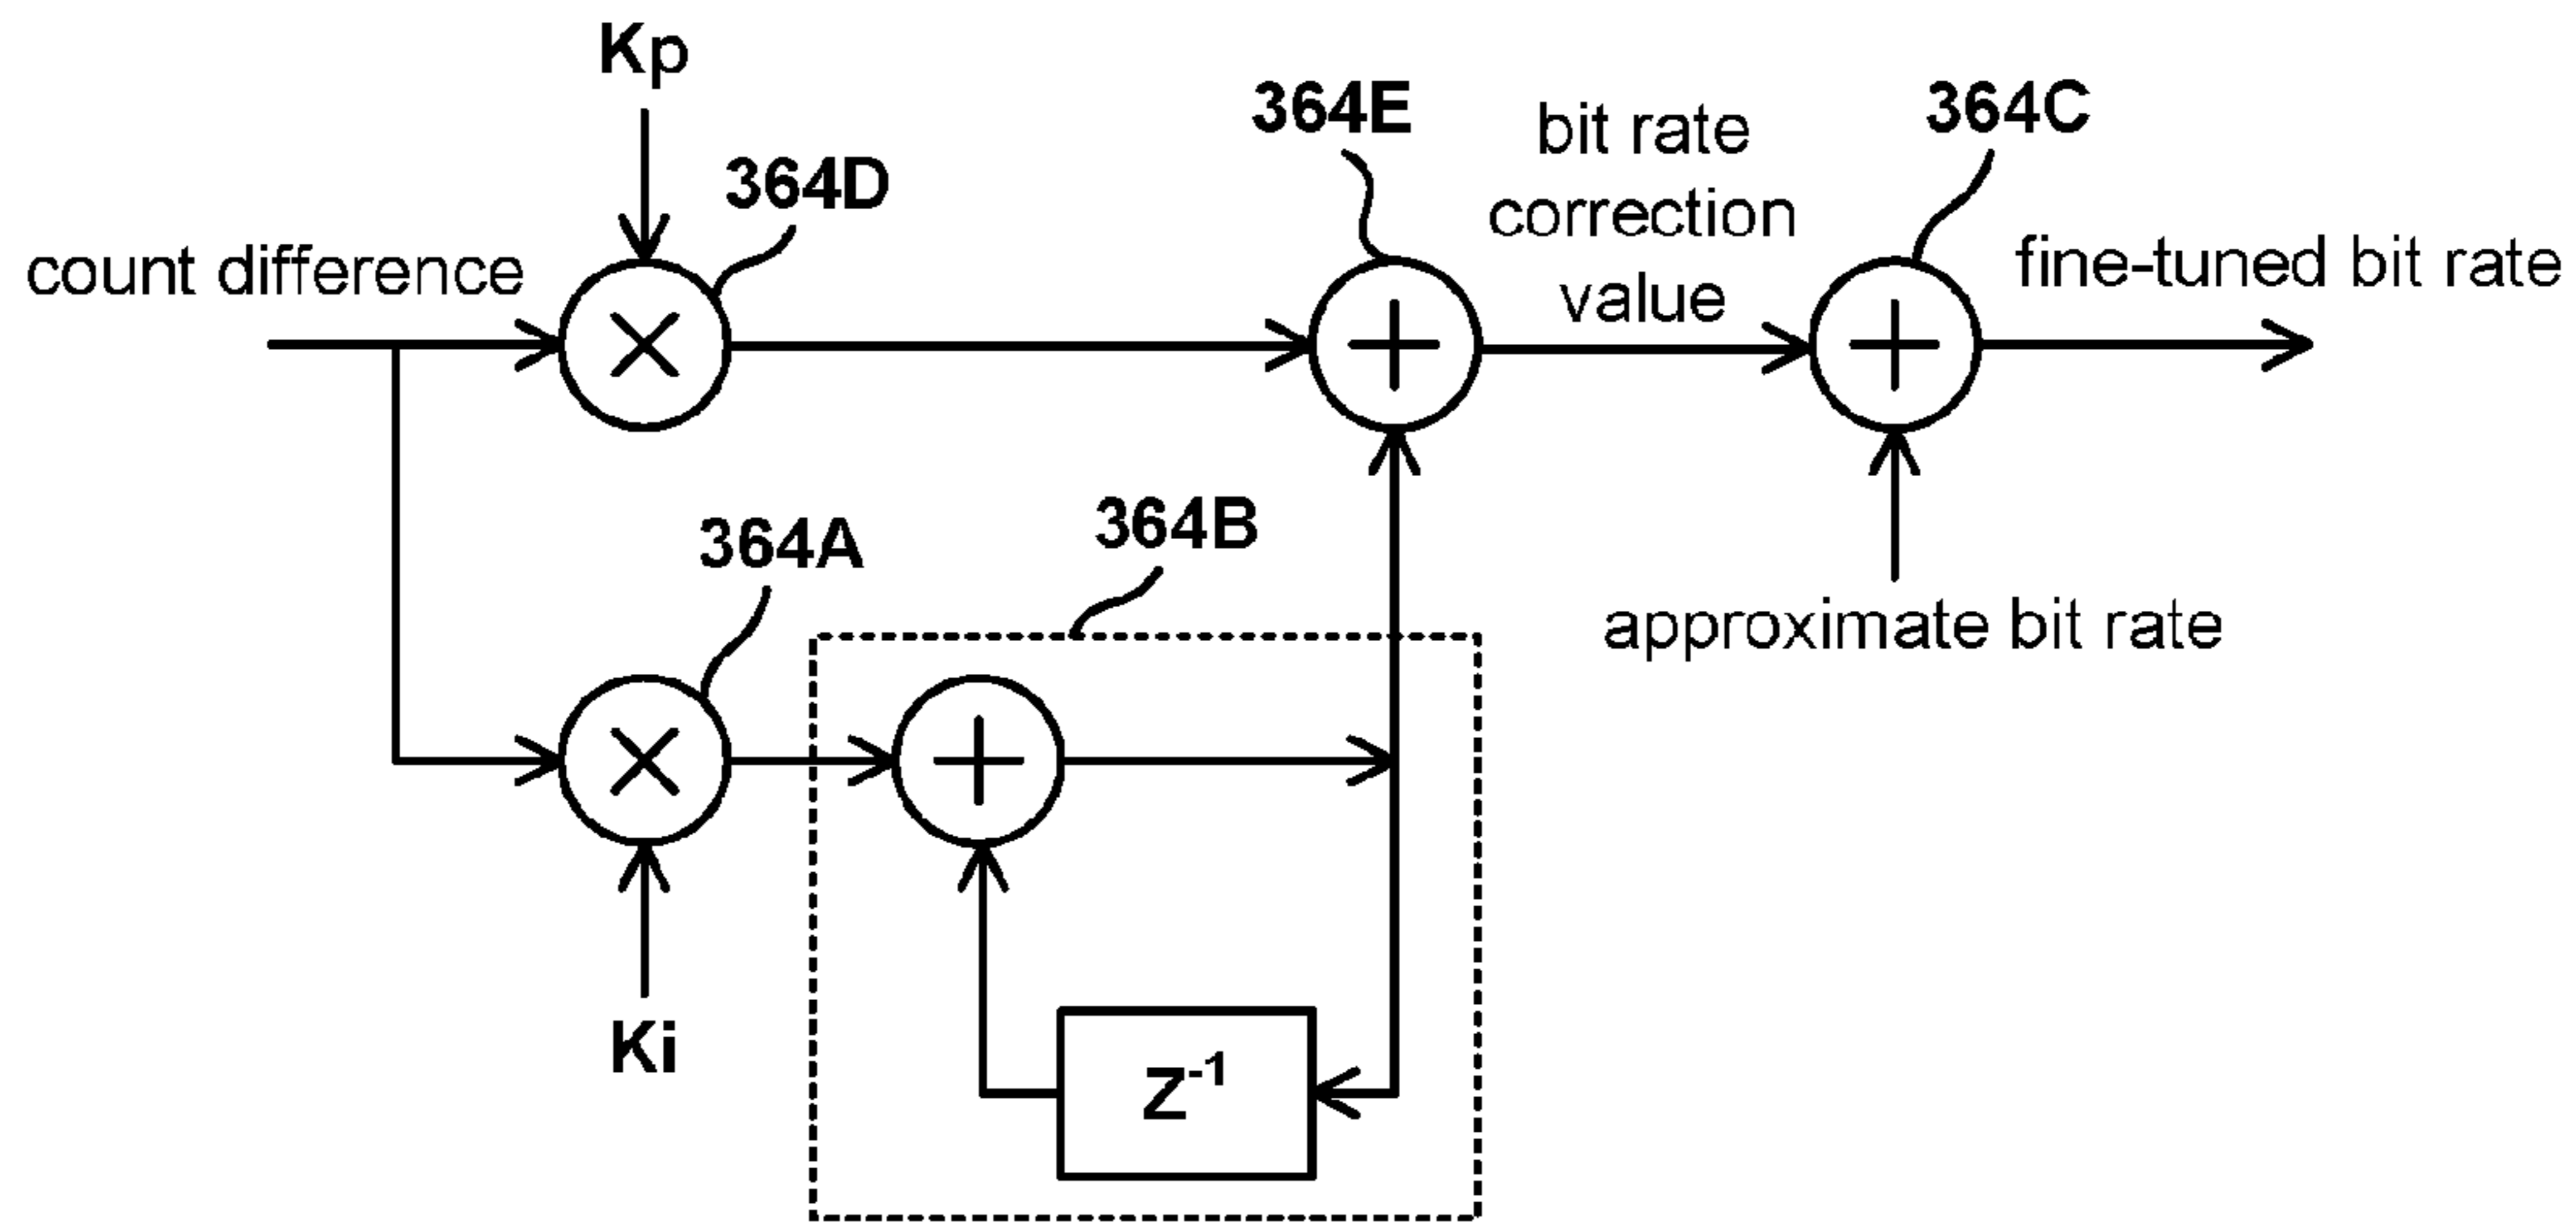 Kp
364D
count difference
364E
bit rate
correction
value
364C
fine-tuned bit rate
364A
364B
approximate bit rate
Ki
Z-1